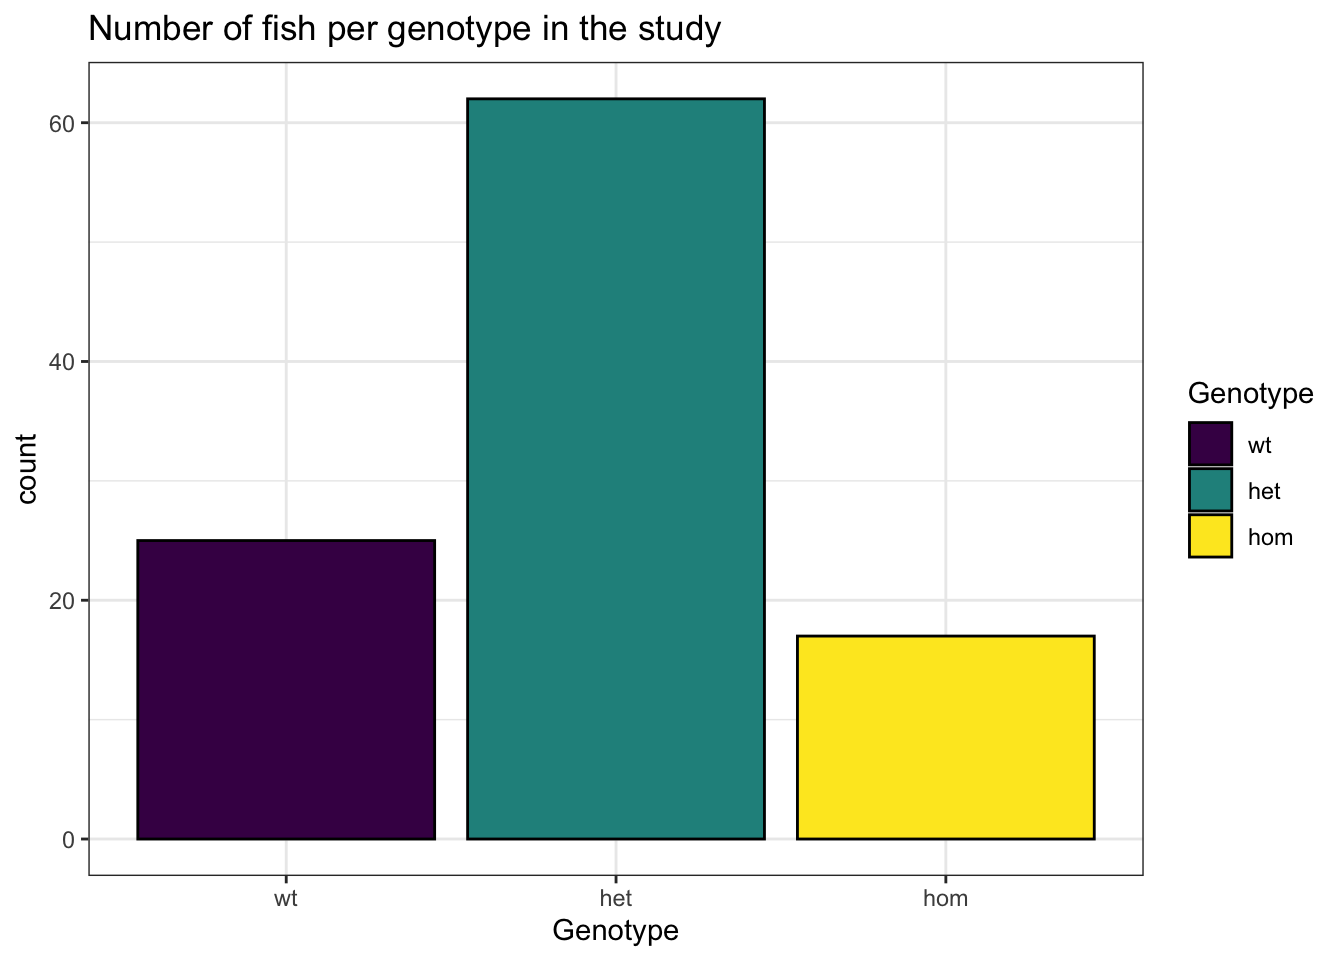 Number of fish per genotype in the study
60
40
20
0
count
wt
het
hom
Genotype
Genotype
wt
het
hom